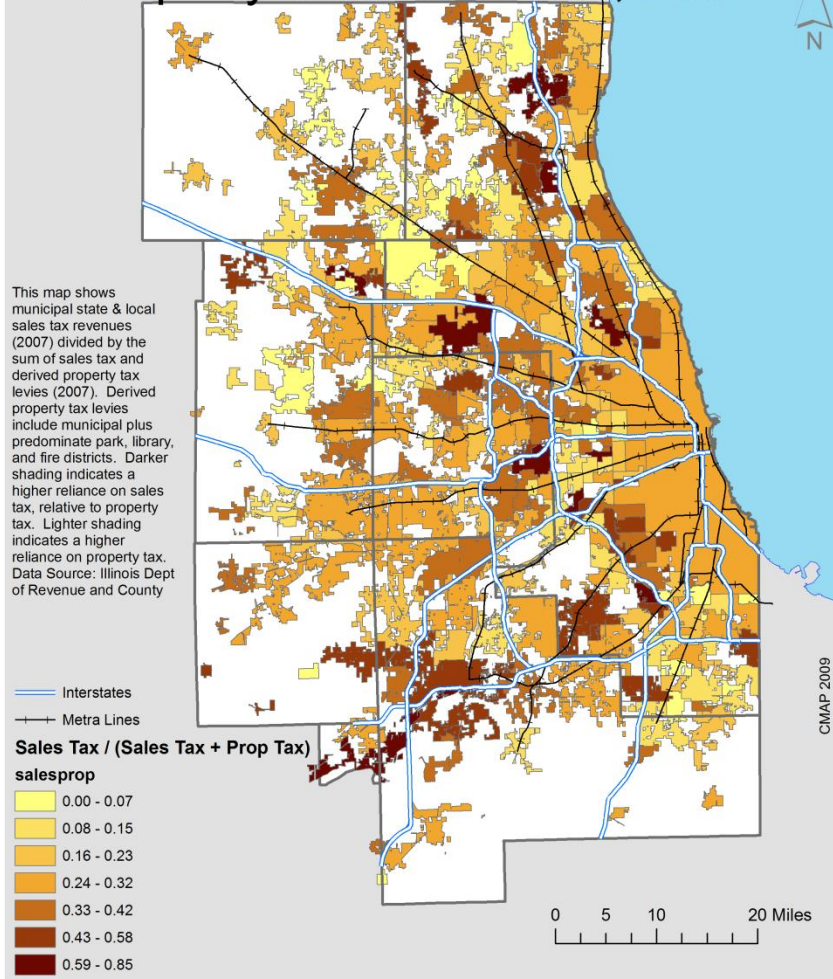 N
This map shows
municipal state & local
sales tax revenues
(2007) divided by the
sum of sales tax and
derived property tax
levies (2007). Derived
property tax levies
include municipal plus
predominate park, library,
and fire districts. Darker
shading indicates a
higher reliance on sales
tax, relative to property
tax. Lighter shading
indicates a higher
reliance on property tax.
Data Source: Illinois Dept
of Revenue and County
Interstates
Metra Lines
Sales Tax / (Sales Tax + Prop Tax)
salesprop
0.00 - 0.07
0.08 - 0.15
0.16 - 0.23
0.24 - 0.32
0.33 - 0.42
0.43 - 0.58
0.59 - 0.85
0 5 10 20 Miles
CMAP 2009